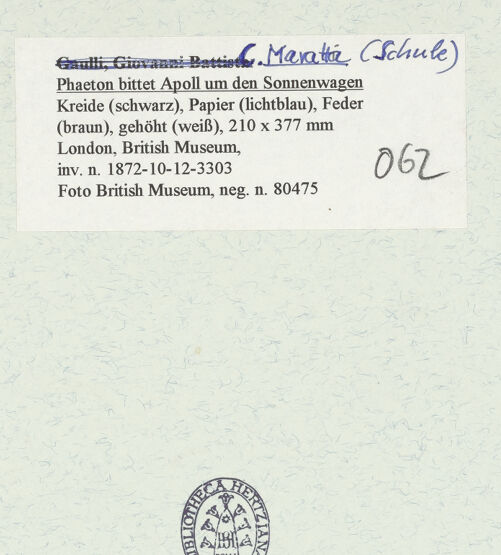 Gaulli, Giovanni Battista C. Maratta (Schule)
Phaeton bittet Apoll um den Sonnenwagen
Kreide (schwarz), Papier (lichtblau), Feder
(braun), gehöht (weiß), 210 x 377 mm
London, British Museum,
inv. n. 1872-10-12-3303
Foto British Museum, neg. n. 80475
062
BIBLIOTHECA HERTZIANA